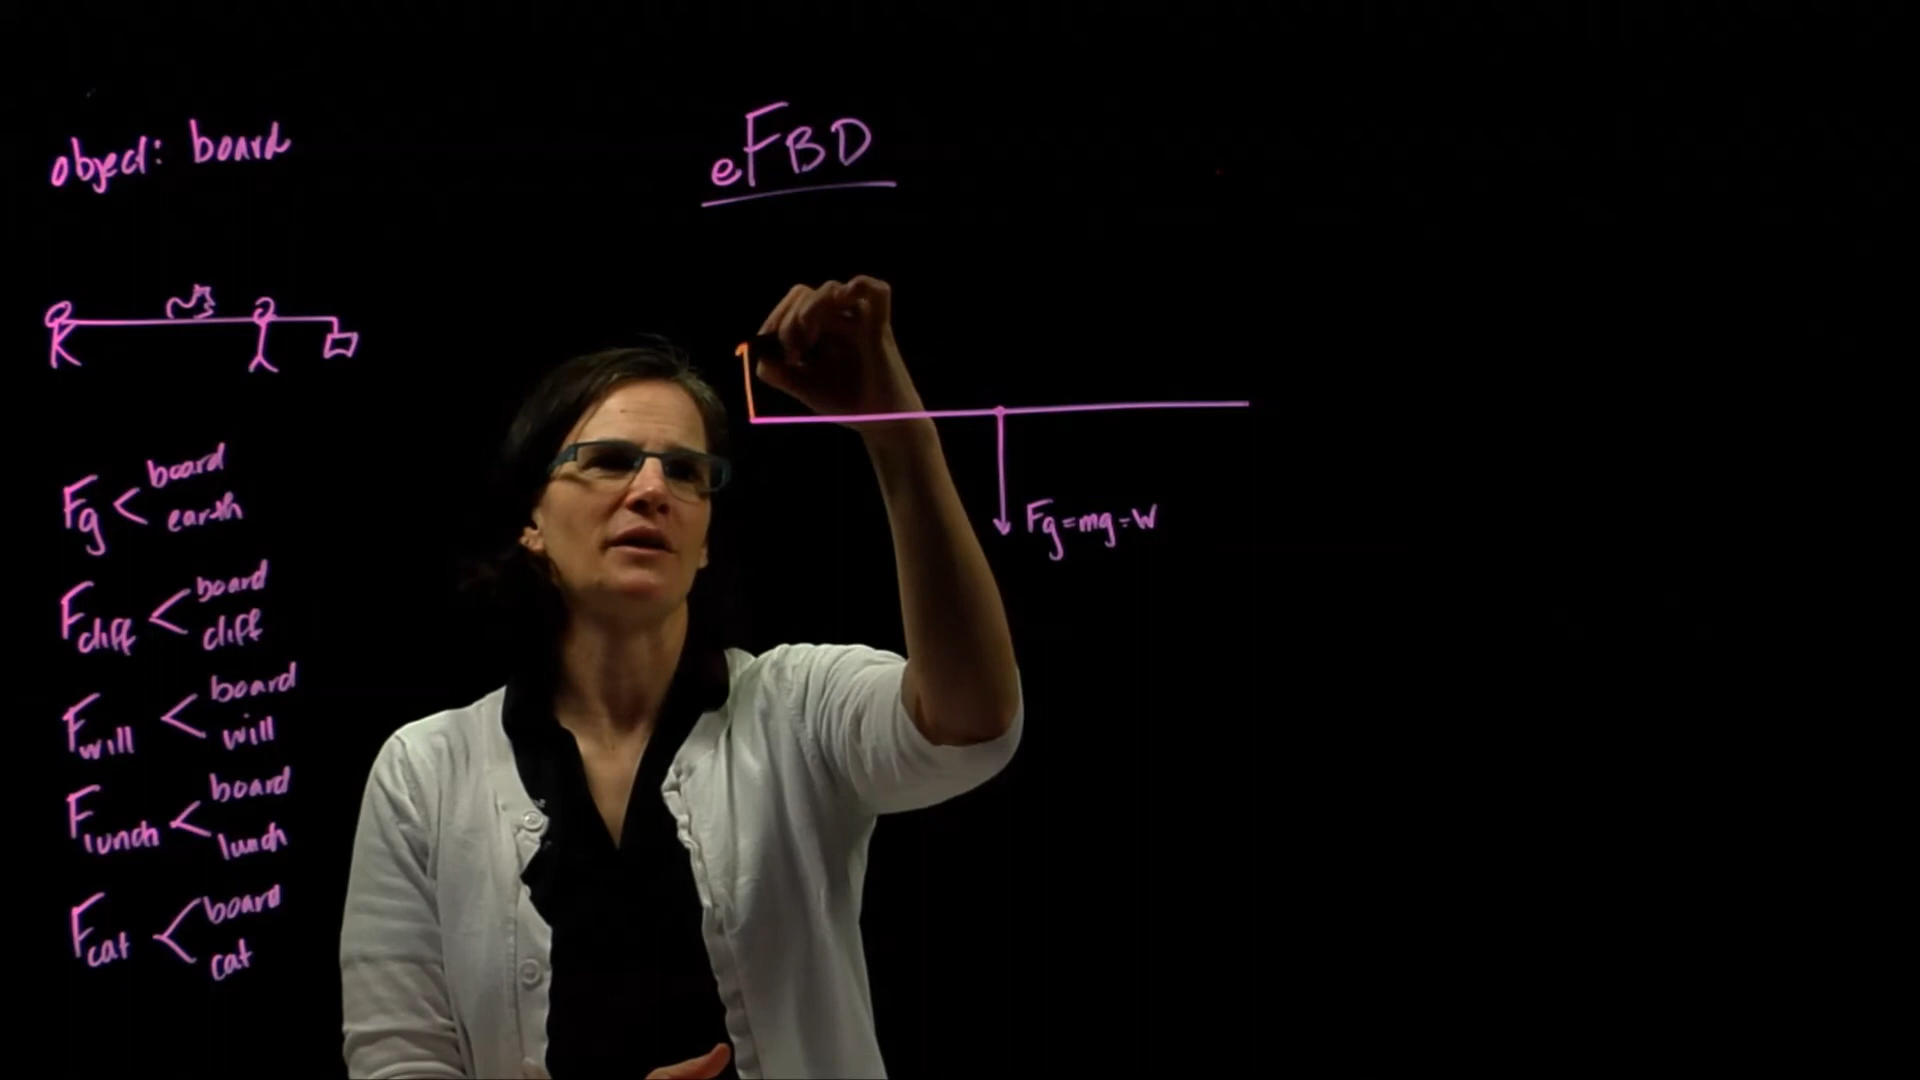 object: board
eFBD
Fg < board
earth
Fcliff < board
cliff
Fwill < board
will
Flunch < board
lunch
Fcat < board
cat
Fg=mg=W